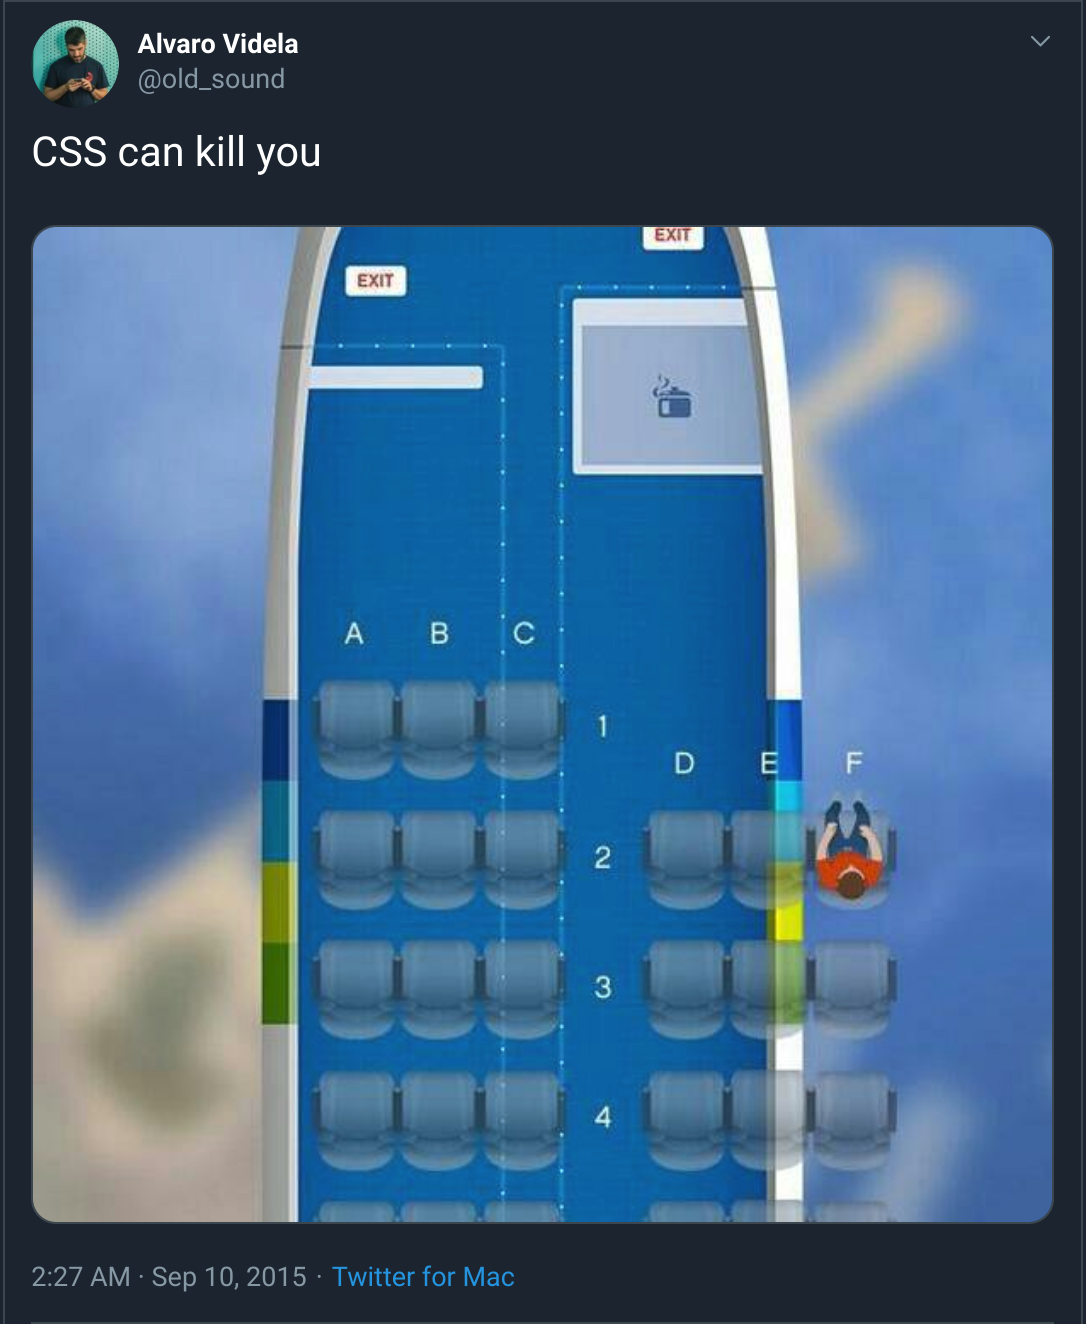 Alvaro Videla
@old_sound
CSS can kill you
EXIT
EXIT
A B C
1
D E F
2
3
4
2:27 AM · Sep 10, 2015 · Twitter for Mac